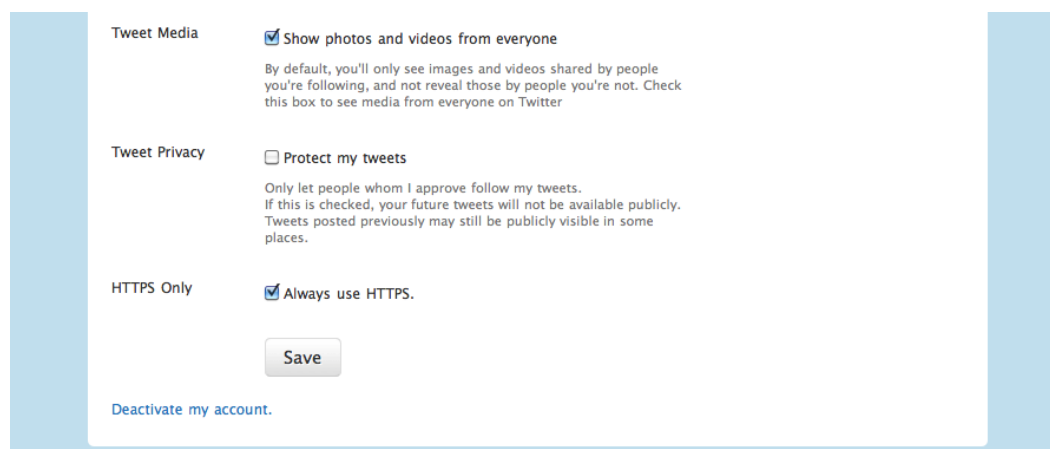 Tweet Media
Show photos and videos from everyone
By default, you'll only see images and videos shared by people
you're following, and not reveal those by people you're not. Check
this box to see media from everyone on Twitter
Tweet Privacy
Protect my tweets
Only let people whom I approve follow my tweets.
If this is checked, your future tweets will not be available publicly.
Tweets posted previously may still be publicly visible in some
places.
HTTPS Only
Always use HTTPS.
Save
Deactivate my account.